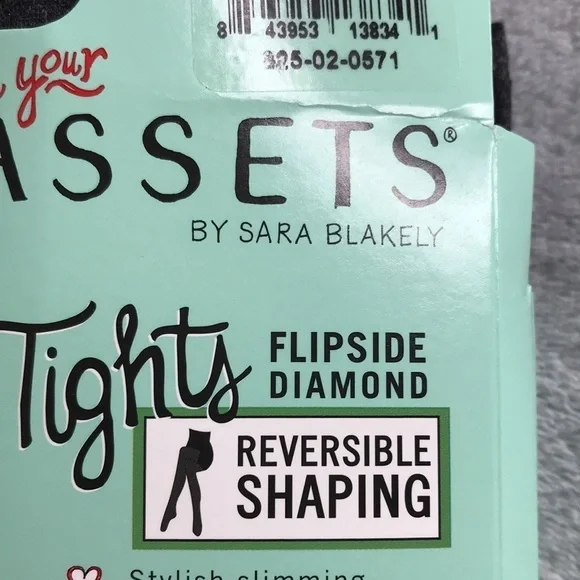 8 43953 13834 1
325-02-0571
your
ASSETS®
BY SARA BLAKELY
Tights
FLIPSIDE
DIAMOND
REVERSIBLE
SHAPING
Stylish slimming